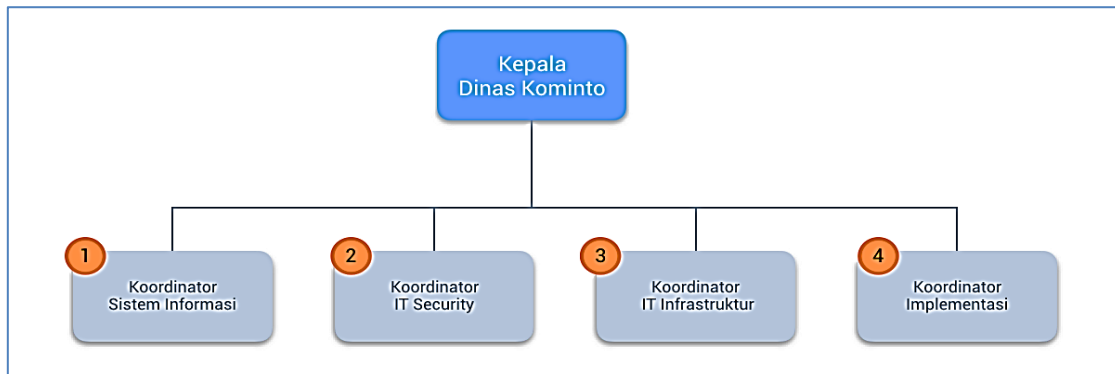 Kepala
Dinas Kominto
1
Koordinator
Sistem Informasi
2
Koordinator
IT Security
3
Koordinator
IT Infrastruktur
4
Koordinator
Implementasi